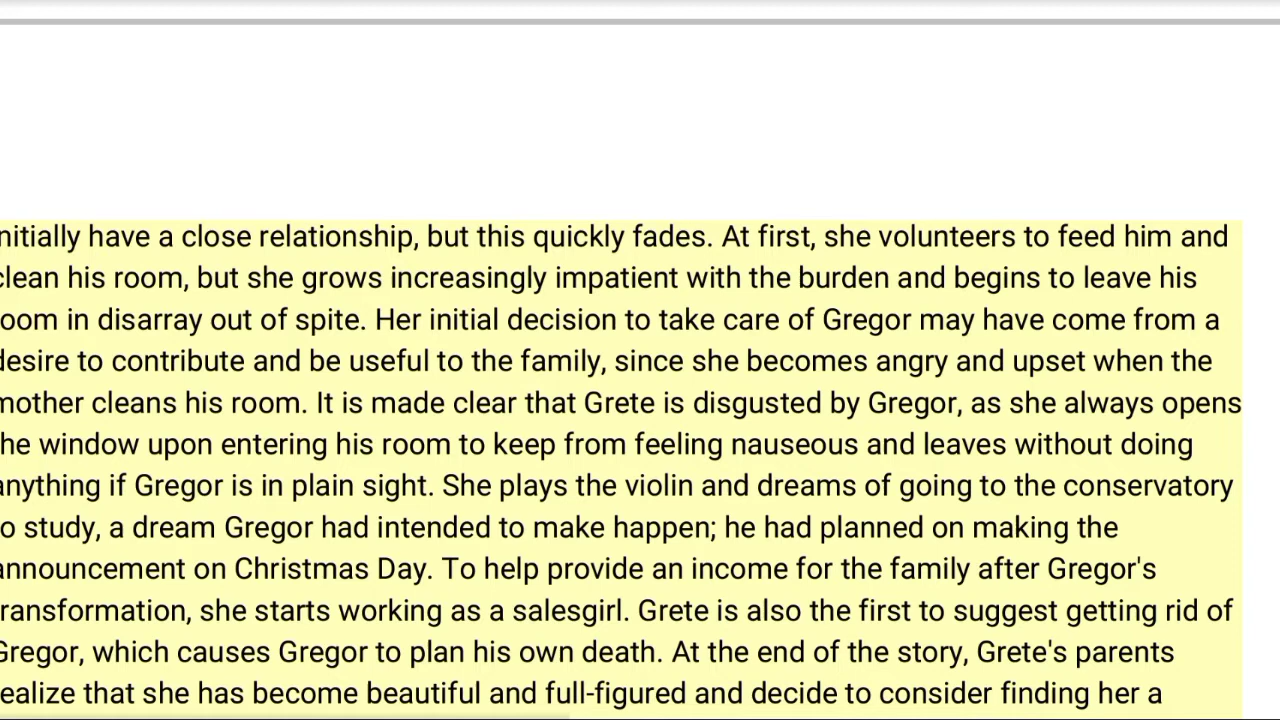 nitially have a close relationship, but this quickly fades. At first, she volunteers to feed him and
clean his room, but she grows increasingly impatient with the burden and begins to leave his
oom in disarray out of spite. Her initial decision to take care of Gregor may have come from a
desire to contribute and be useful to the family, since she becomes angry and upset when the
mother cleans his room. It is made clear that Grete is disgusted by Gregor, as she always opens
he window upon entering his room to keep from feeling nauseous and leaves without doing
anything if Gregor is in plain sight. She plays the violin and dreams of going to the conservatory
o study, a dream Gregor had intended to make happen; he had planned on making the
announcement on Christmas Day. To help provide an income for the family after Gregor's
ransformation, she starts working as a salesgirl. Grete is also the first to suggest getting rid of
Gregor, which causes Gregor to plan his own death. At the end of the story, Grete's parents
ealize that she has become beautiful and full-figured and decide to consider finding her a